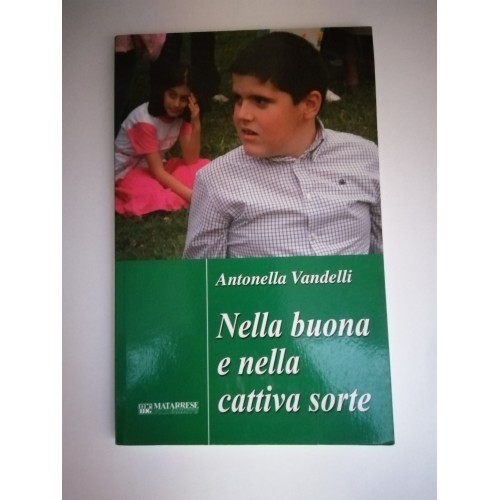 Antonella Vandelli
Nella buona
e nella
cattiva sorte
MATARRESE